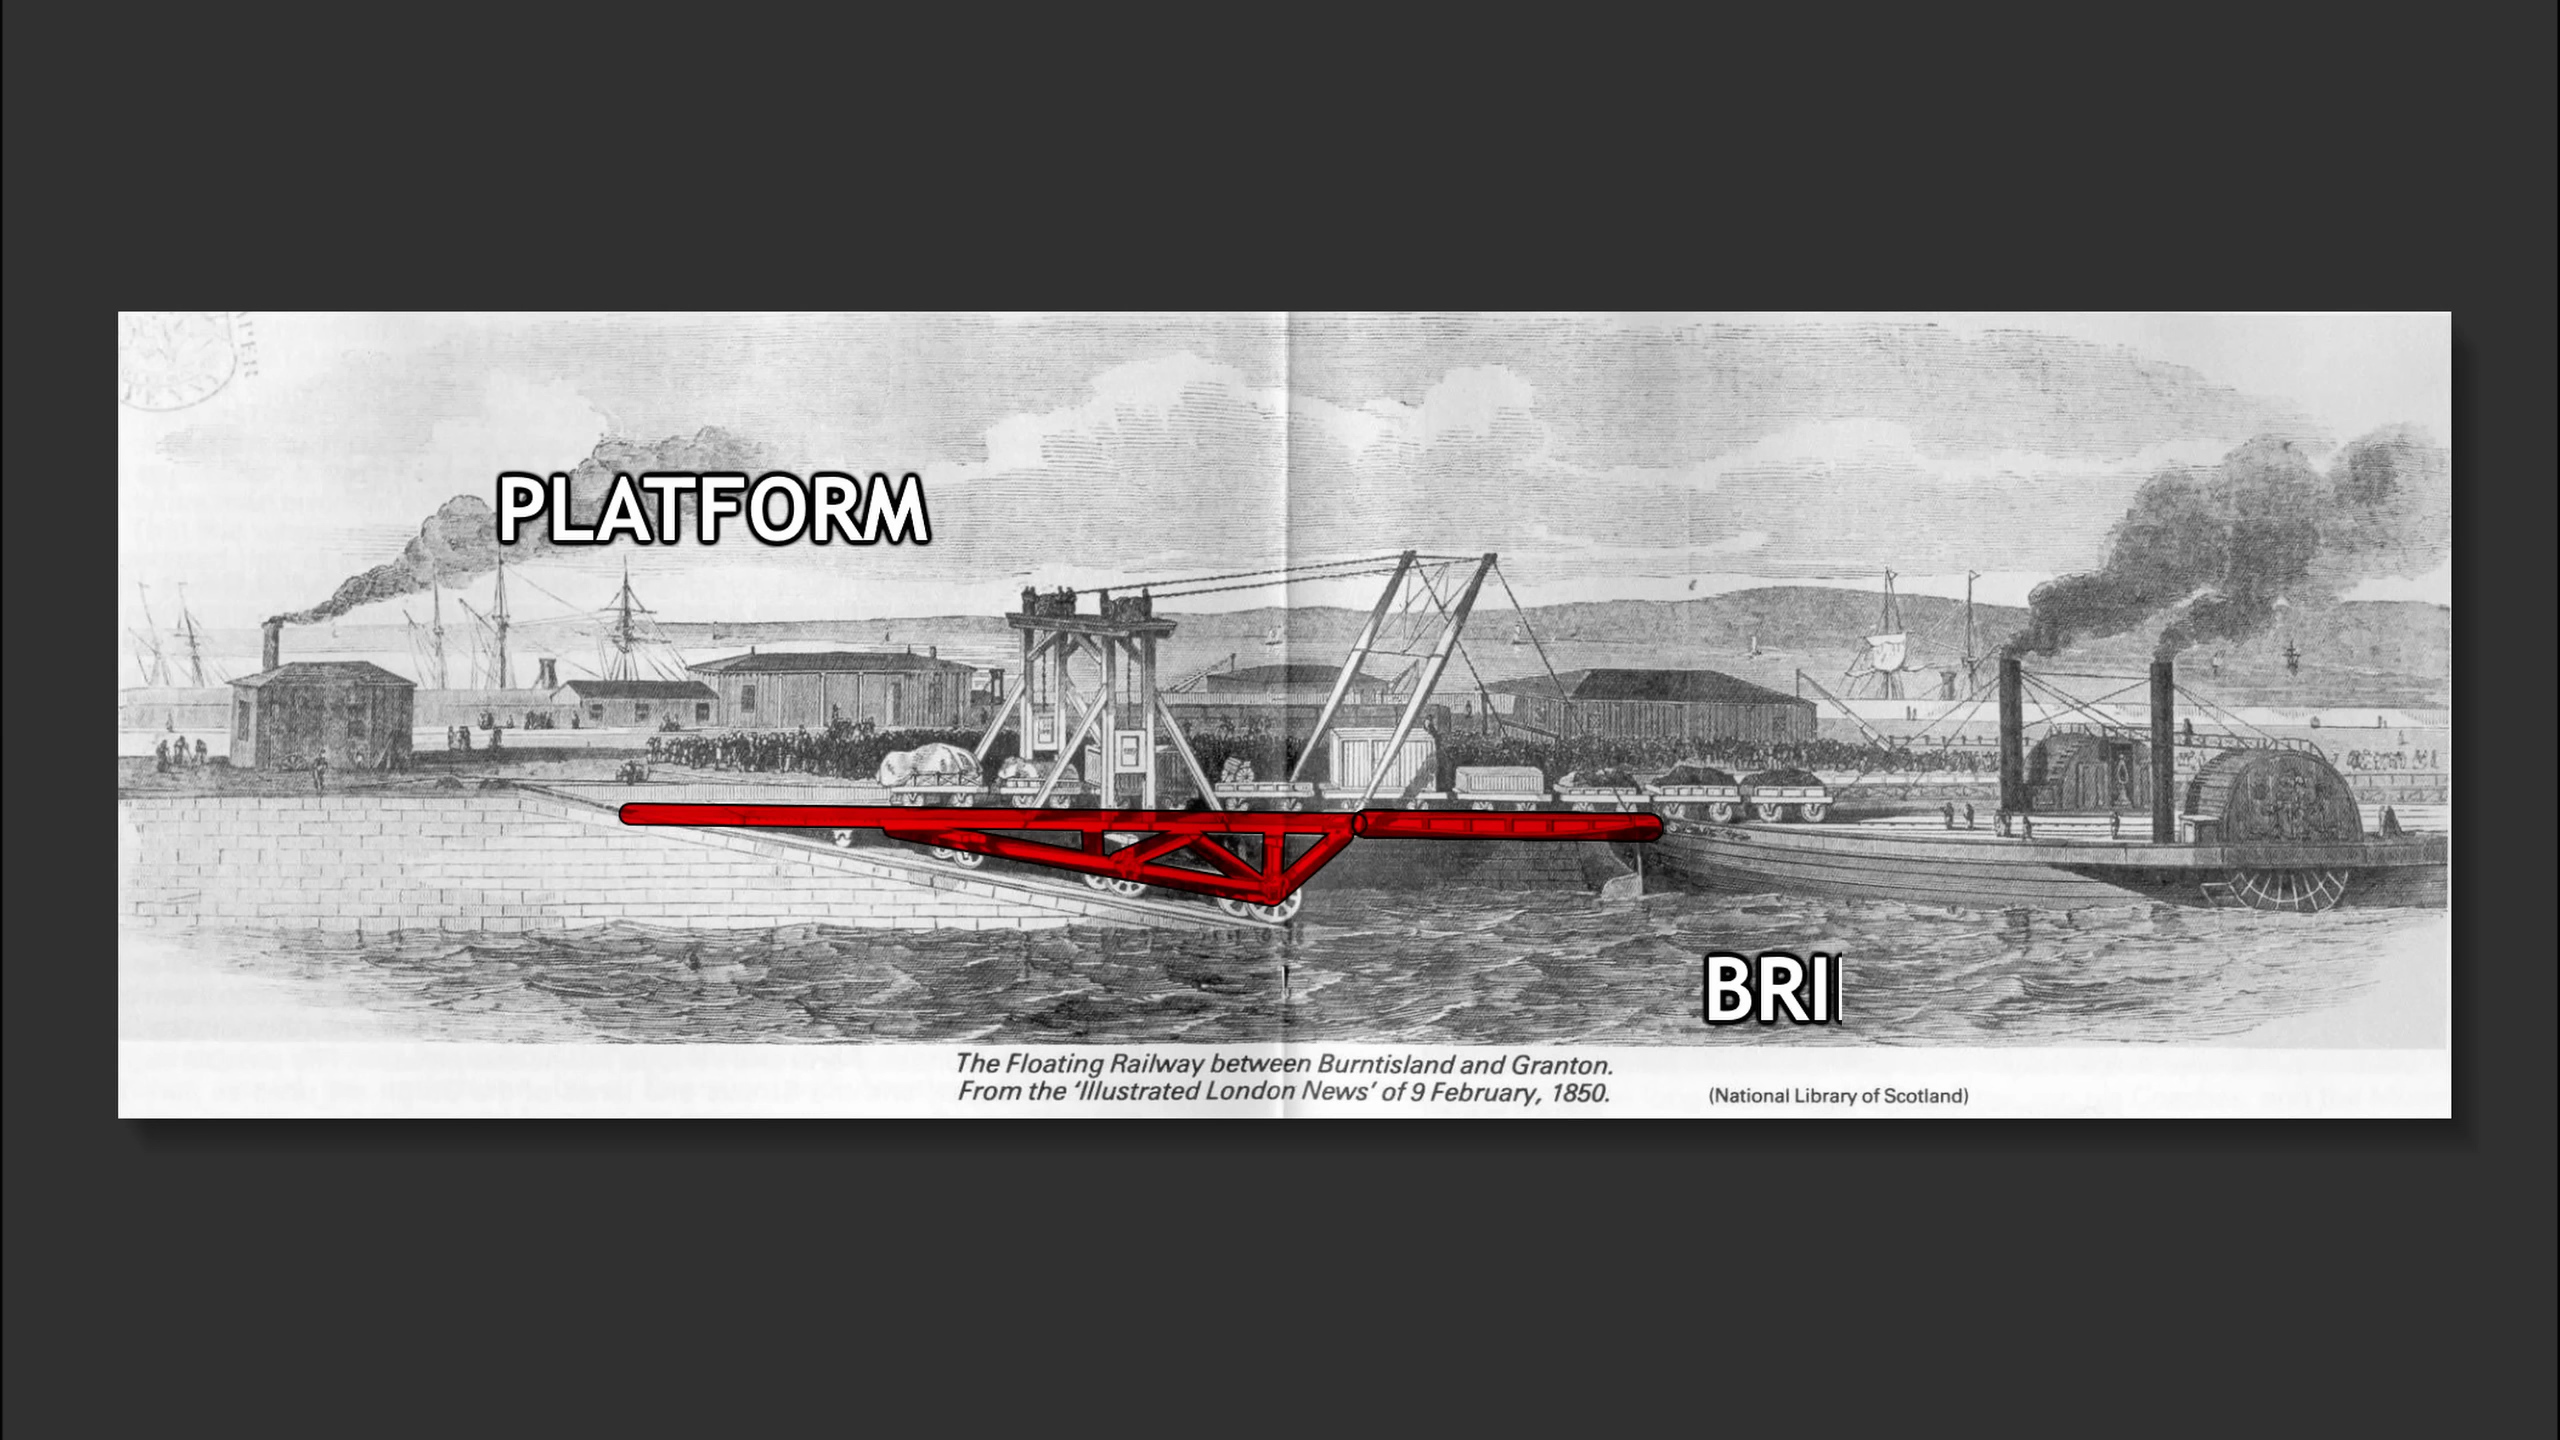 PLATFORM
BRI
The Floating Railway between Burntisland and Granton.
From the 'Illustrated London News' of 9 February, 1850.
(National Library of Scotland)